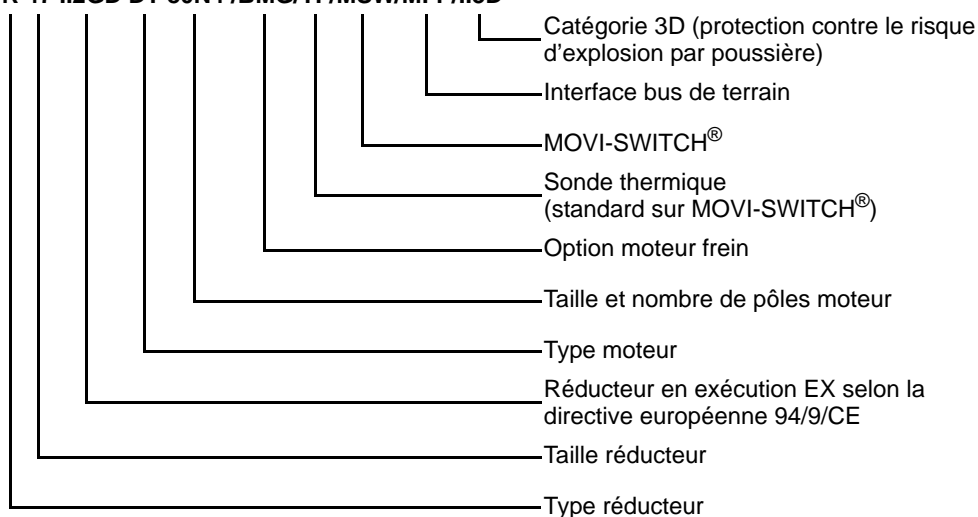 Catégorie 3D (protection contre le risque
d'explosion par poussière)
Interface bus de terrain
MOVI-SWITCH®
Sonde thermique
(standard sur MOVI-SWITCH®)
Option moteur frein
Taille et nombre de pôles moteur
Type moteur
Réducteur en exécution EX selon la
directive européenne 94/9/CE
Taille réducteur
Type réducteur